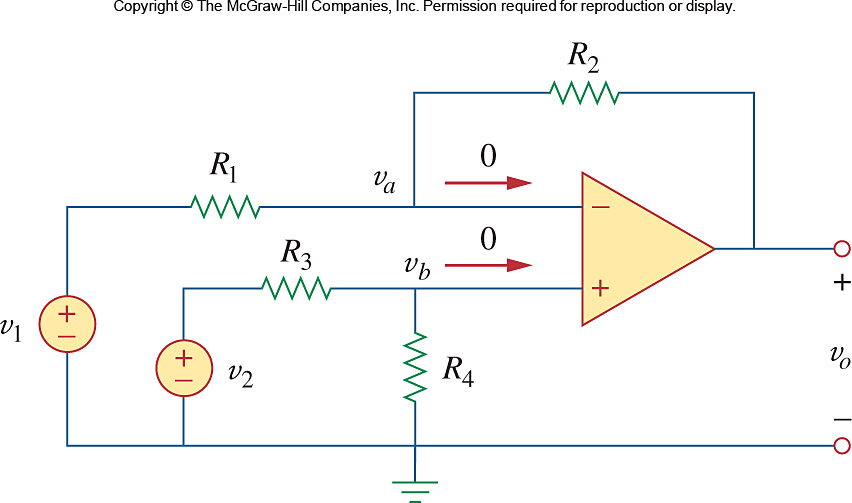 Copyright © The McGraw-Hill Companies, Inc. Permission required for reproduction or display.
R2
0
R1
va
−
0
R3
vb
+
+
+
v1
−
+
−
v2
R4
vo
−